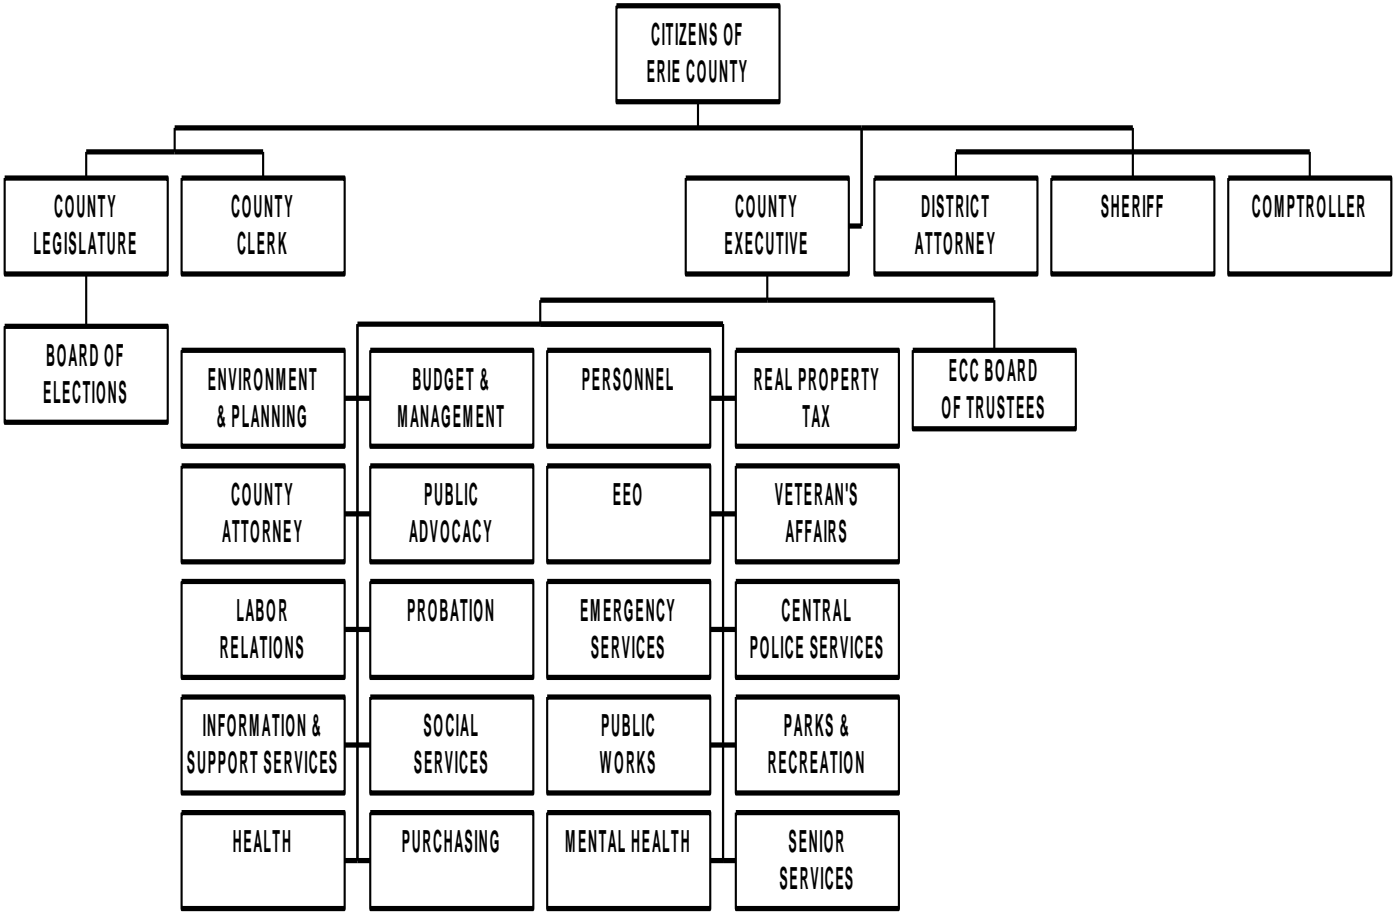 CITIZENS OF
ERIE COUNTY
COUNTY
LEGISLATURE
COUNTY
CLERK
COUNTY
EXECUTIVE
DISTRICT
ATTORNEY
SHERIFF
COMPTROLLER
BOARD OF
ELECTIONS
ENVIRONMENT
& PLANNING
BUDGET &
MANAGEMENT
PERSONNEL
REAL PROPERTY
TAX
ECC BOARD
OF TRUSTEES
COUNTY
ATTORNEY
PUBLIC
ADVOCACY
EEO
VETERAN'S
AFFAIRS
LABOR
RELATIONS
PROBATION
EMERGENCY
SERVICES
CENTRAL
POLICE SERVICES
INFORMATION &
SUPPORT SERVICES
SOCIAL
SERVICES
PUBLIC
WORKS
PARKS &
RECREATION
HEALTH
PURCHASING
MENTAL HEALTH
SENIOR
SERVICES